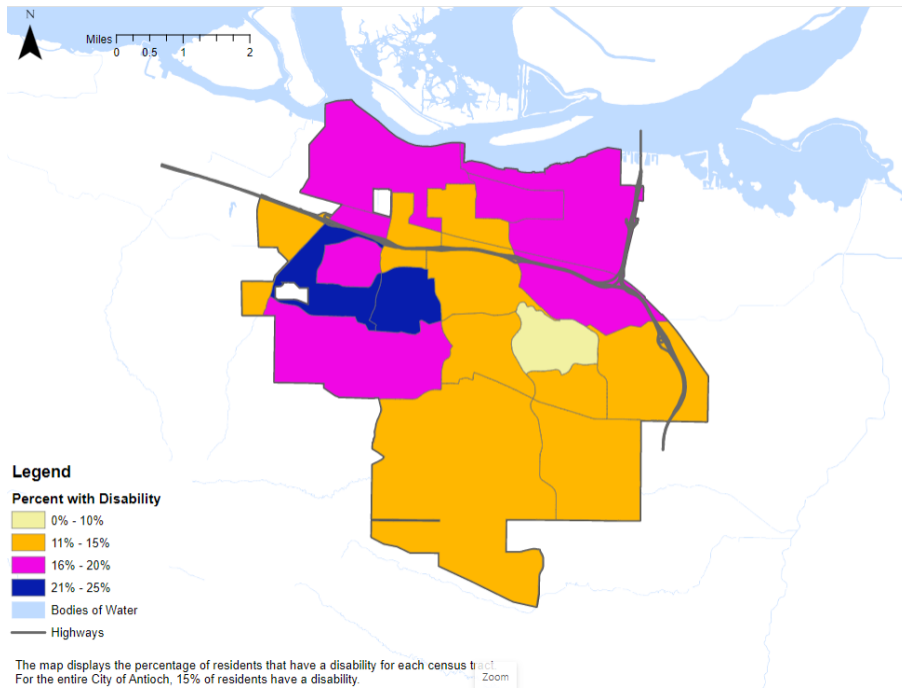 N
Miles
0 0.5 1 2
Legend
Percent with Disability
0% - 10%
11% - 15%
16% - 20%
21% - 25%
Bodies of Water
Highways
The map displays the percentage of residents that have a disability for each census tract
For the entire City of Antioch, 15% of residents have a disability.
Zoom